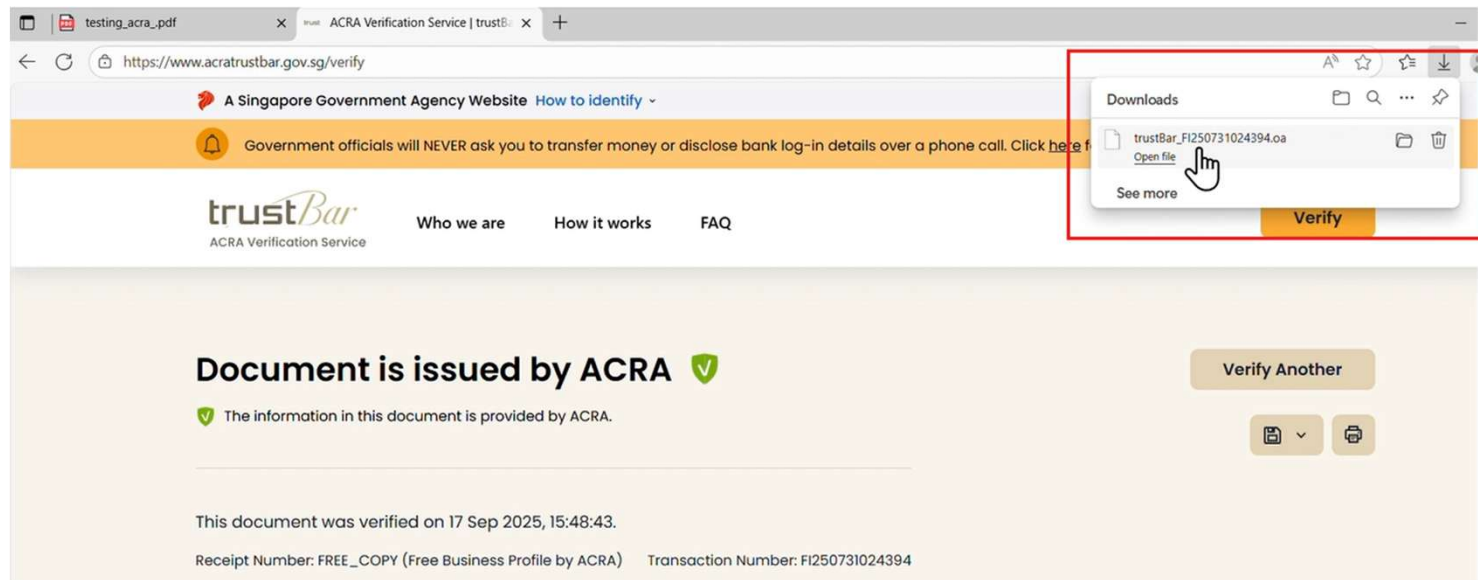 testing_acra_.pdf
ACRA Verification Service | trustB
https://www.acratrustbar.gov.sg/verify
A Singapore Government Agency Website How to identify
Government officials will NEVER ask you to transfer money or disclose bank log-in details over a phone call. Click here f
Downloads
trustBar_FI250731024394.oa
Open file
See more
trustBar
ACRA Verification Service
Who we are
How it works
FAQ
Verify
Document is issued by ACRA
Verify Another
The information in this document is provided by ACRA.
This document was verified on 17 Sep 2025, 15:48:43.
Receipt Number: FREE_COPY (Free Business Profile by ACRA) Transaction Number: FI250731024394